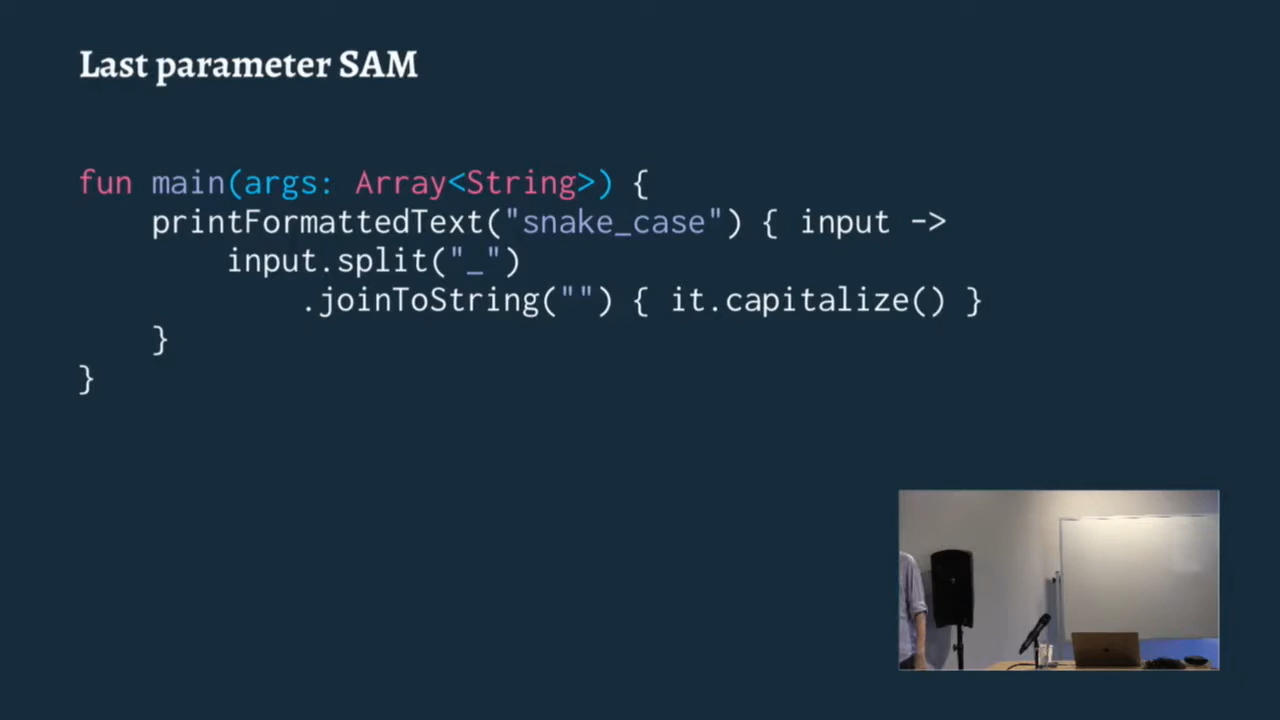 Last parameter SAM
fun main(args: Array<String>) {
    printFormattedText("snake_case") { input ->
        input.split("_")
            .joinToString("") { it.capitalize() }
    }
}